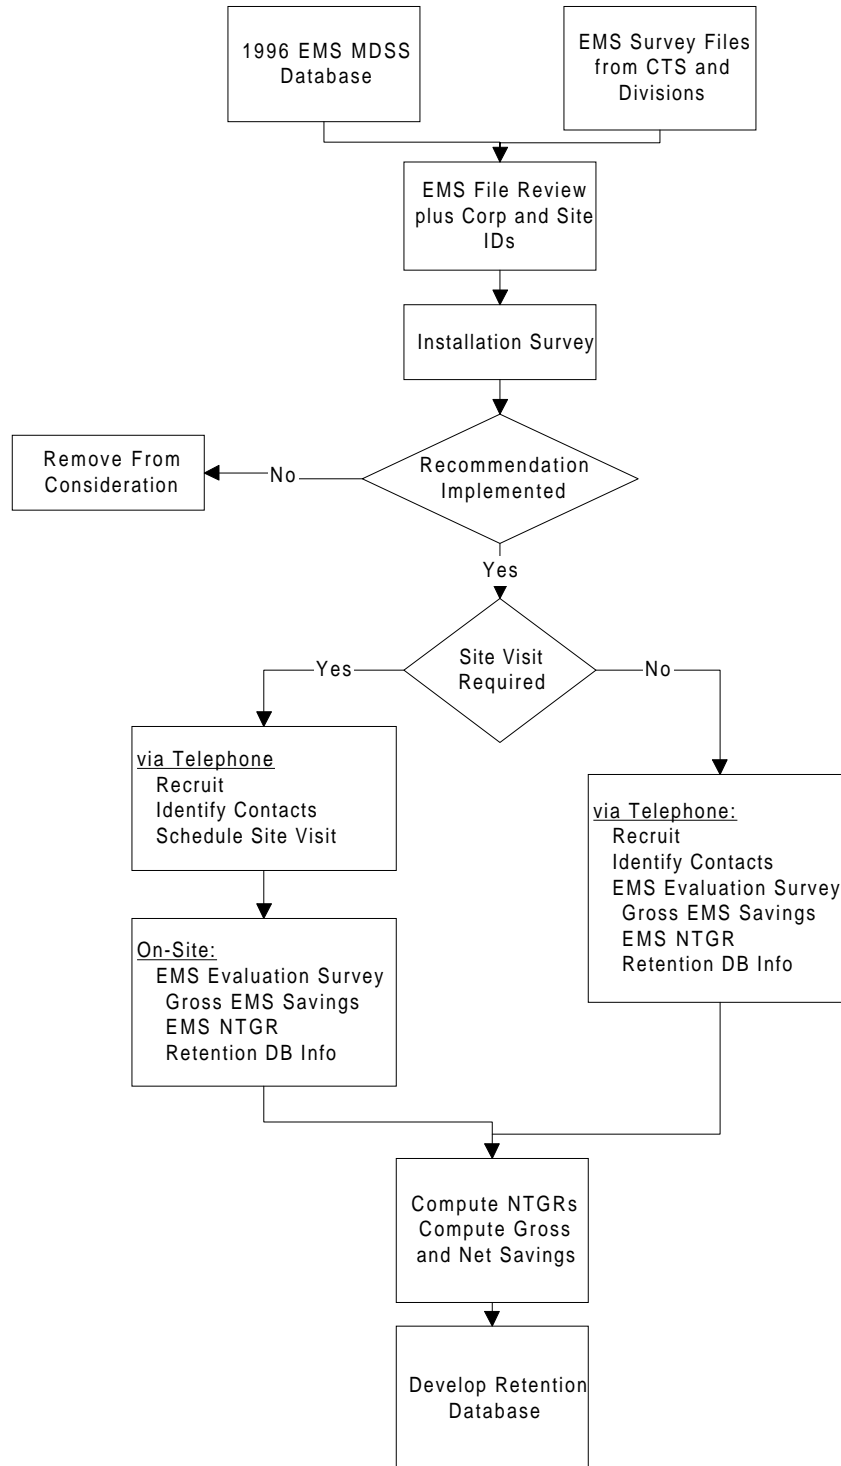 1996 EMS MDSS
Database
EMS Survey Files
from CTS and
Divisions
EMS File Review
plus Corp and Site
IDs
Installation Survey
Recommendation
Implemented
No
Remove From
Consideration
Yes
Site Visit
Required
Yes
No
via Telephone
Recruit
Identify Contacts
Schedule Site Visit
via Telephone:
Recruit
Identify Contacts
EMS Evaluation Survey
Gross EMS Savings
EMS NTGR
Retention DB Info
On-Site:
EMS Evaluation Survey
Gross EMS Savings
EMS NTGR
Retention DB Info
Compute NTGRs
Compute Gross
and Net Savings
Develop Retention
Database